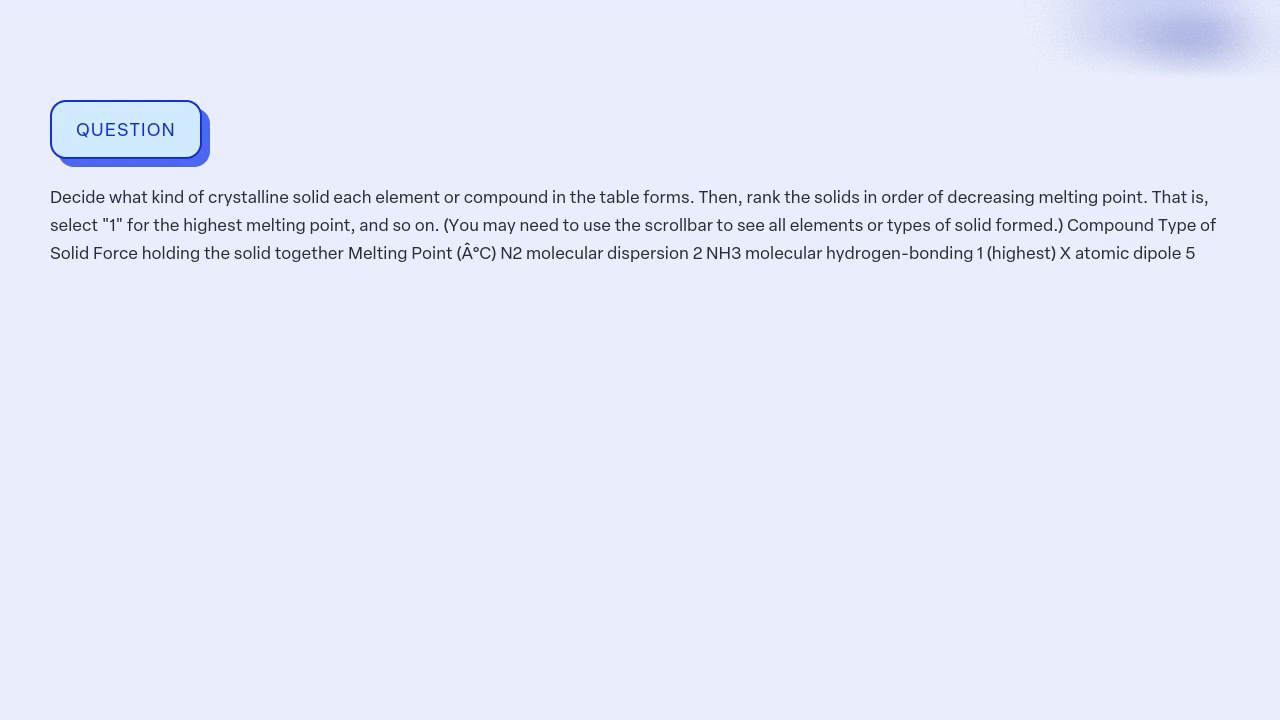 QUESTION
Decide what kind of crystalline solid each element or compound in the table forms. Then, rank the solids in order of decreasing melting point. That is,
select "1" for the highest melting point, and so on. (You may need to use the scrollbar to see all elements or types of solid formed.) Compound Type of
Solid Force holding the solid together Melting Point (Â°C) N2 molecular dispersion 2 NH3 molecular hydrogen-bonding 1 (highest) X atomic dipole 5